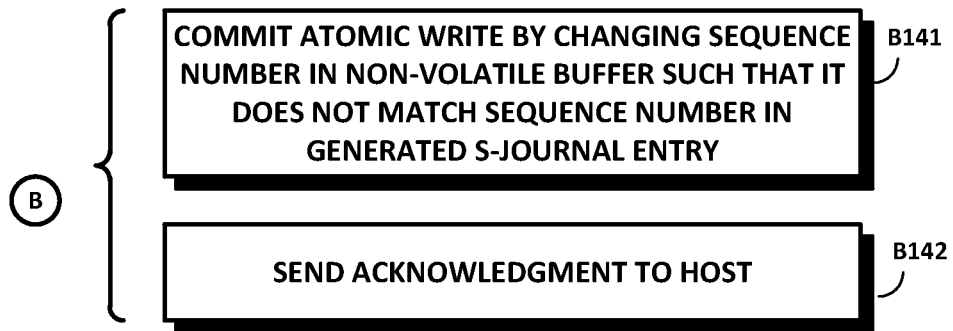 COMMIT ATOMIC WRITE BY CHANGING SEQUENCE
NUMBER IN NON-VOLATILE BUFFER SUCH THAT IT
DOES NOT MATCH SEQUENCE NUMBER IN
GENERATED S-JOURNAL ENTRY
B141
B
SEND ACKNOWLEDGMENT TO HOST
B142